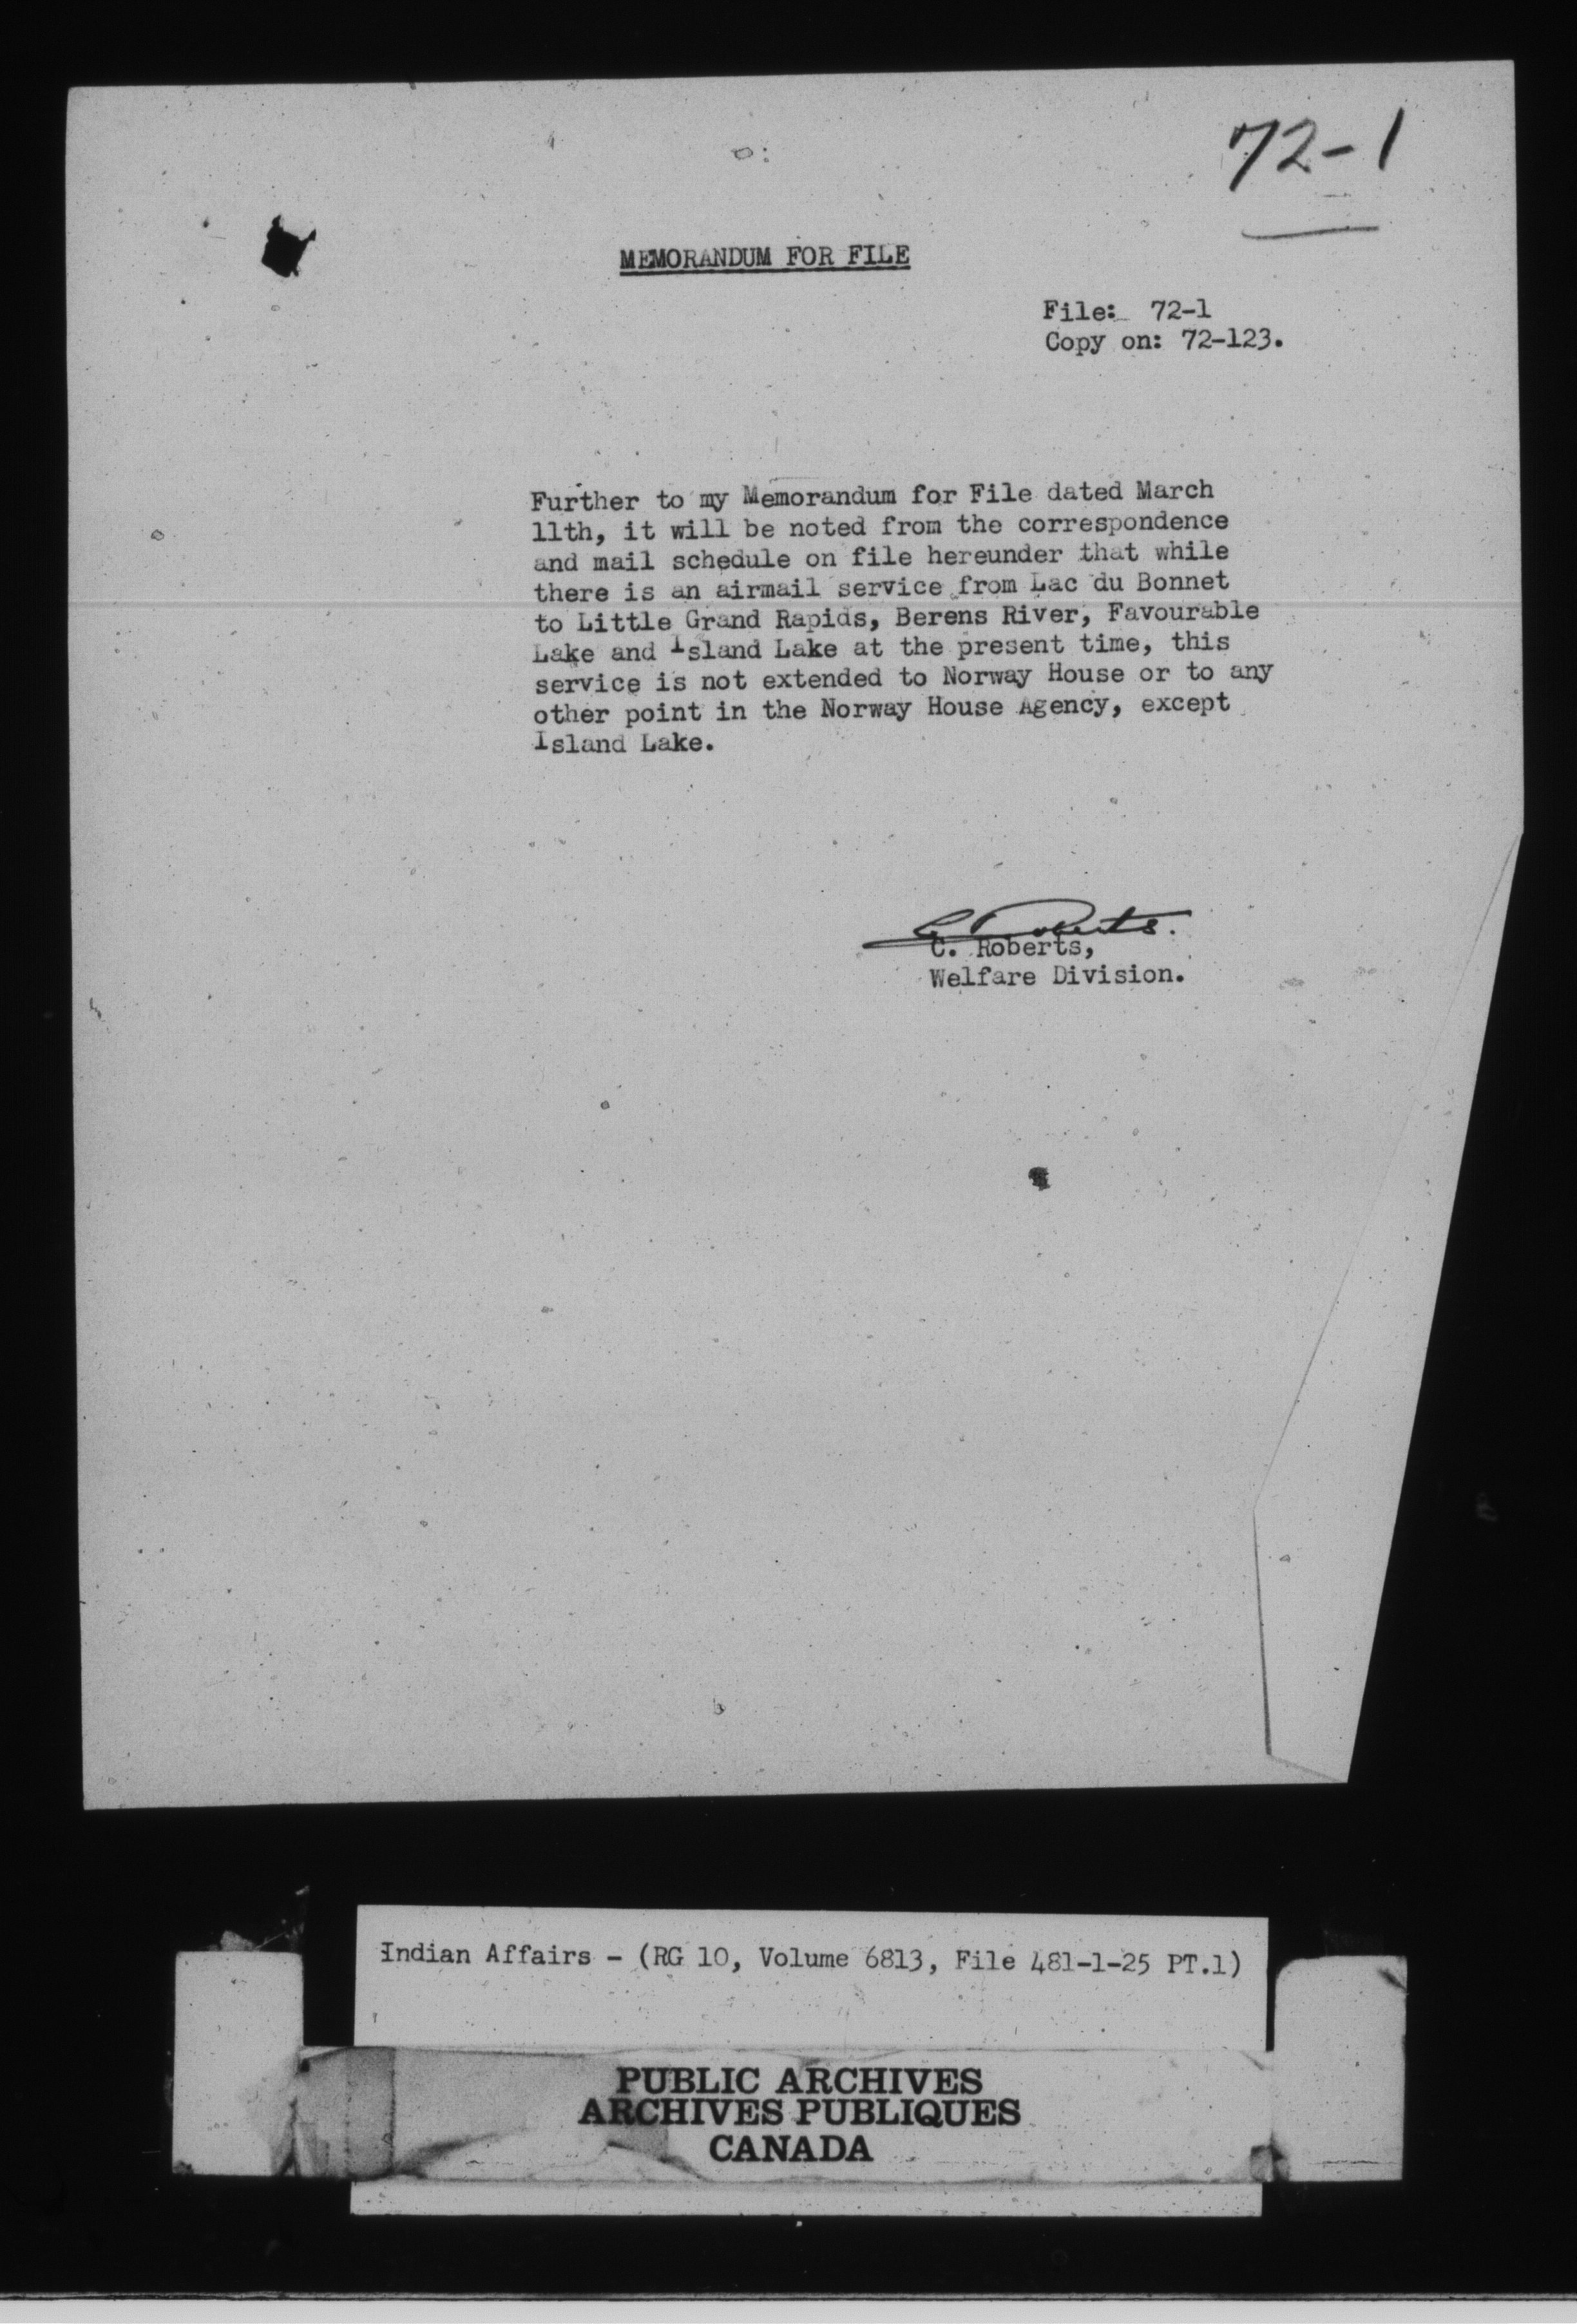 72-1
MEMORANDUM FOR FILE
File: 72-1
Copy on: 72-123.
Further to my Memorandum for File dated March
11th, it will be noted from the correspondence
and mail schedule on file hereunder that while
there is an airmail service from Lac du Bonnet
to Little Grand Rapids, Berens River, Favourable
Lake and Island Lake at the present time, this
service is not extended to Norway House or to any
other point in the Norway House Agency, except
Island Lake.
C. Roberts.
C. Roberts,
Welfare Division.
Indian Affairs - (RG 10, Volume 6813, File 481-1-25 PT.1)
PUBLIC ARCHIVES
ARCHIVES PUBLIQUES
CANADA